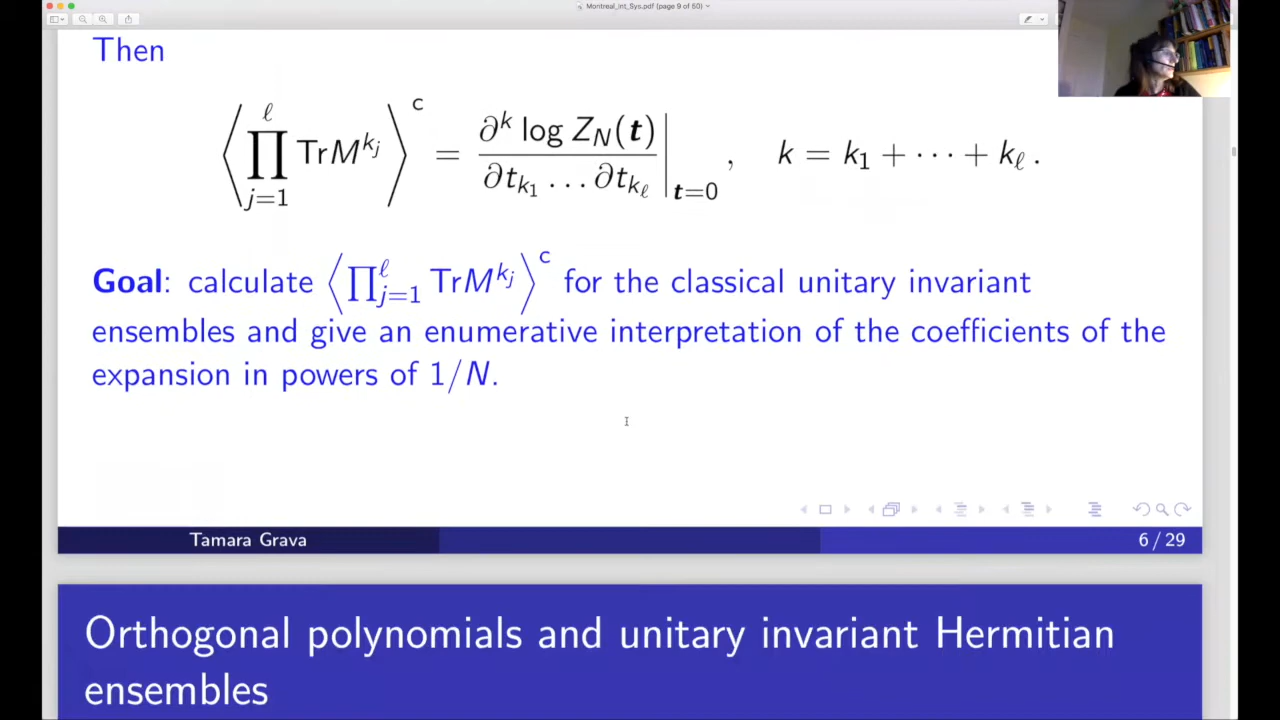 Montreal_Int_Sys.pdf (page 9 of 60)
Then
⟨∏_{j=1}^{ℓ} TrM^{k_j}⟩^c = ∂^k log Z_N(t) / ∂t_{k_1} … ∂t_{k_ℓ} |_{t=0} , k = k_1 + ⋯ + k_ℓ .
Goal: calculate ⟨∏_{j=1}^{ℓ} TrM^{k_j}⟩^c for the classical unitary invariant
ensembles and give an enumerative interpretation of the coefficients of the
expansion in powers of 1/N.
Tamara Grava
6 / 29
Orthogonal polynomials and unitary invariant Hermitian
ensembles